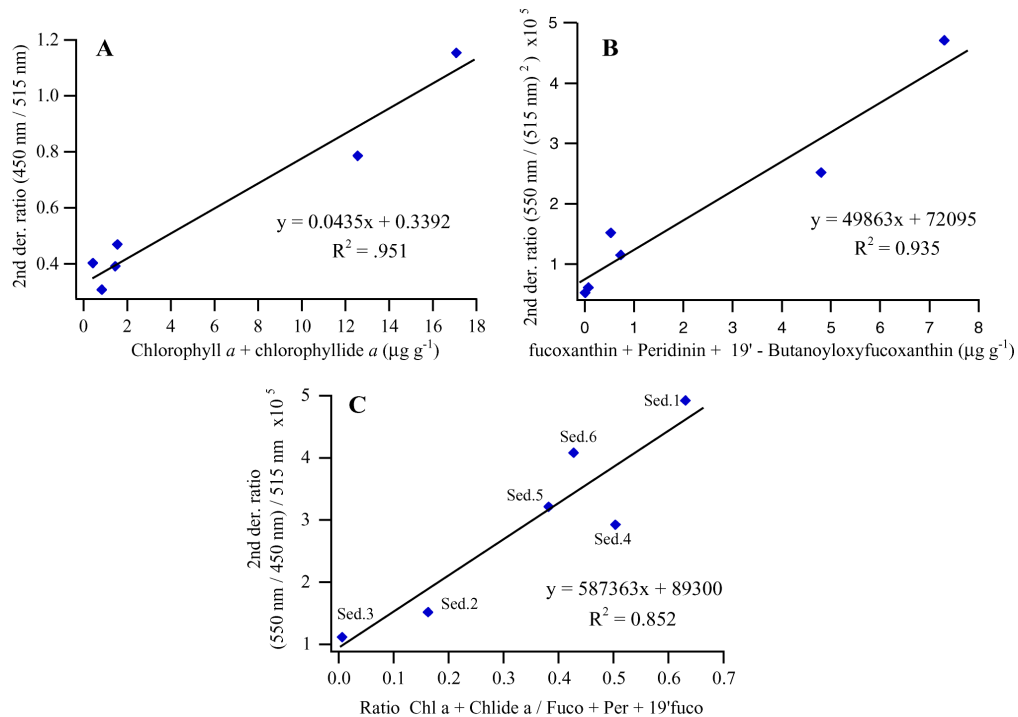 A
2nd der. ratio (450 nm / 515 nm)
1.2
1.0
0.8
0.6
0.4
y = 0.0435x + 0.3392
R² = .951
0 2 4 6 8 10 12 14 16 18
Chlorophyll a + chlorophyllide a (µg g⁻¹)
B
2nd der. ratio (550 nm / (515 nm) ²) x10⁵
5
4
3
2
1
y = 49863x + 72095
R² = 0.935
0 1 2 3 4 5 6 7 8
fucoxanthin + Peridinin + 19' - Butanoyloxyfucoxanthin (µg g⁻¹)
C
2nd der. ratio
(550 nm / 450 nm) / 515 nm x10⁵
5
4
3
2
1
Sed.1
Sed.6
Sed.5
Sed.4
Sed.3
Sed.2
y = 587363x + 89300
R² = 0.852
0.0 0.1 0.2 0.3 0.4 0.5 0.6 0.7
Ratio Chl a + Chlide a / Fuco + Per + 19'fuco